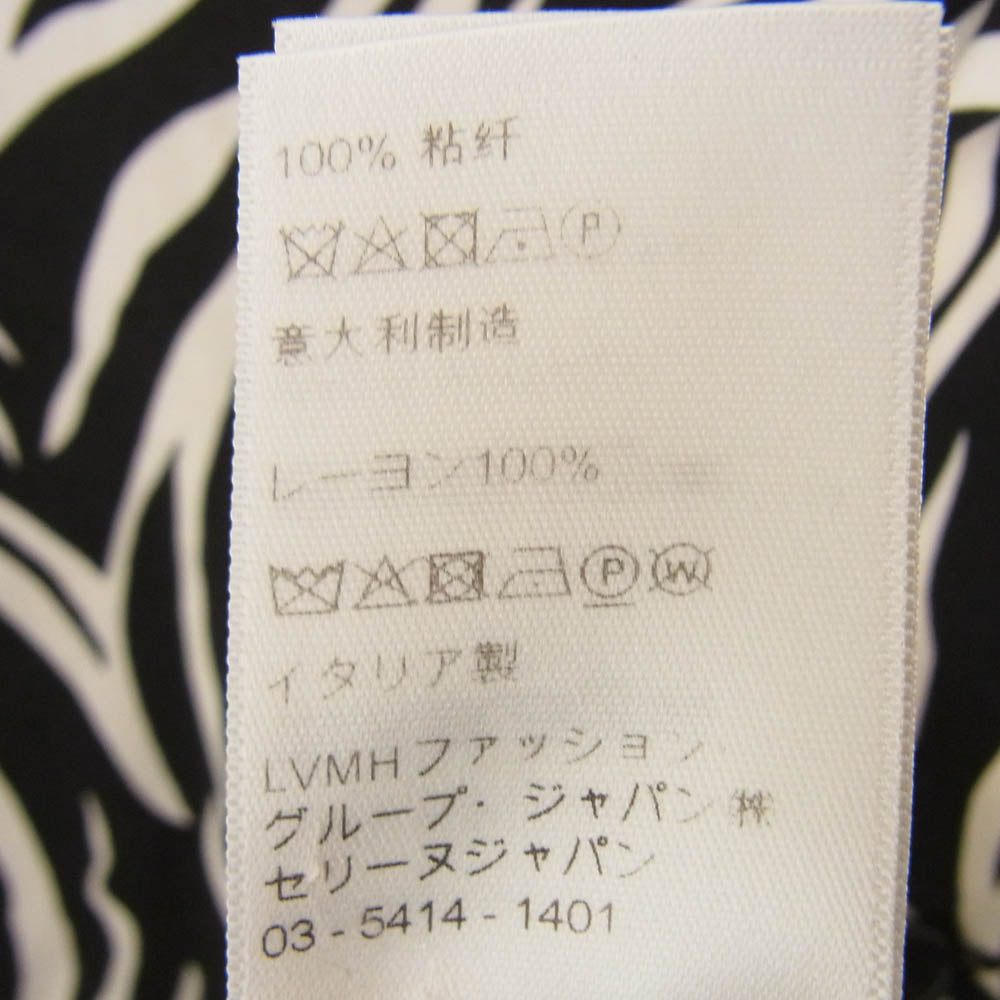 100% 粘纤
P
意大利制造
レーヨン100%
P W
イタリア製
LVMHファッション・
グループ・ジャパン 株
セリーヌジャパン
03-5414-1401